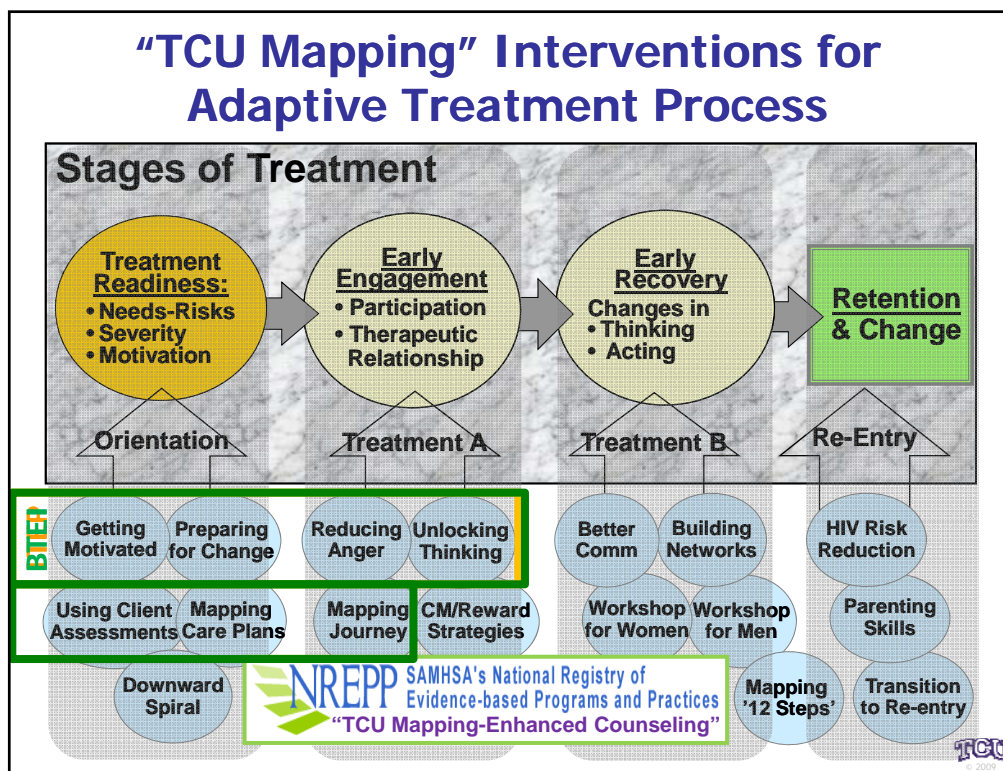 “TCU Mapping” Interventions for
Adaptive Treatment Process
Stages of Treatment
Treatment
Readiness:
• Needs-Risks
• Severity
• Motivation
Early
Engagement
• Participation
• Therapeutic
Relationship
Early
Recovery
Changes in
• Thinking
• Acting
Retention
& Change
Orientation
Treatment A
Treatment B
Re-Entry
Getting
Motivated
Preparing
for Change
Reducing
Anger
Unlocking
Thinking
Better
Comm
Building
Networks
HIV Risk
Reduction
Using Client
Assessments
Mapping
Care Plans
Mapping
Journey
CM/Reward
Strategies
Workshop
for Women
Workshop
for Men
Parenting
Skills
Downward
Spiral
NREPP
SAMHSA's National Registry of
Evidence-based Programs and Practices
“TCU Mapping-Enhanced Counseling”
Mapping
'12 Steps'
Transition
to Re-entry
TCU
© 2009